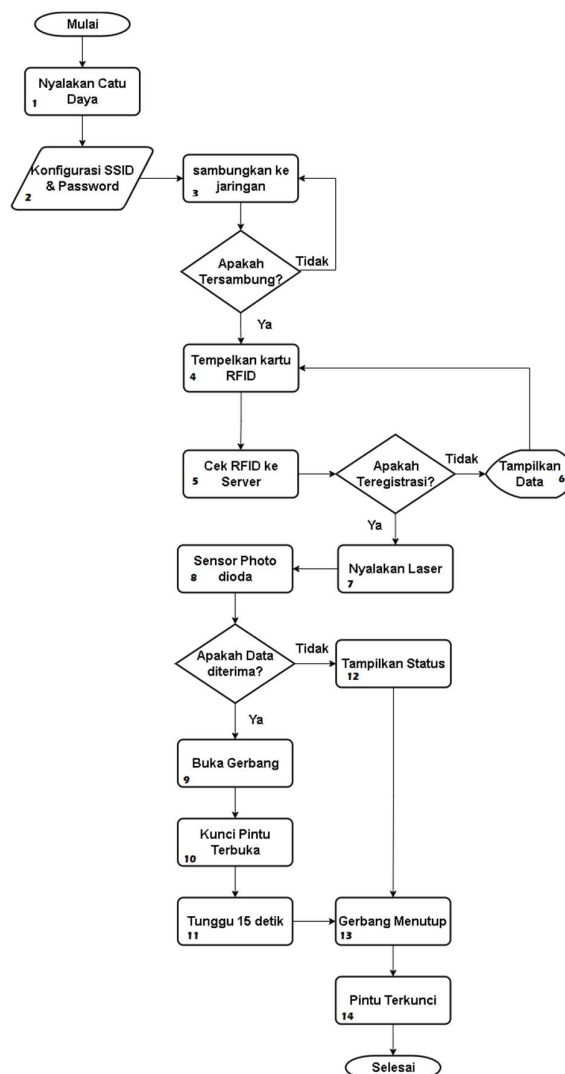 Mulai
Nyalakan Catu
Daya
1
Konfigurasi SSID
& Password
2
sambungkan ke
jaringan
3
Apakah
Tersambung?
Tidak
Ya
Tempelkan kartu
RFID
4
Cek RFID ke
Server
5
Apakah
Teregistrasi?
Tidak
Tampilkan
Data
6
Ya
Nyalakan Laser
7
Sensor Photo
dioda
8
Apakah Data
diterima?
Tidak
Tampilkan Status
12
Ya
Buka Gerbang
9
Kunci Pintu
Terbuka
10
Tunggu 15 detik
11
Gerbang Menutup
13
Pintu Terkunci
14
Selesai